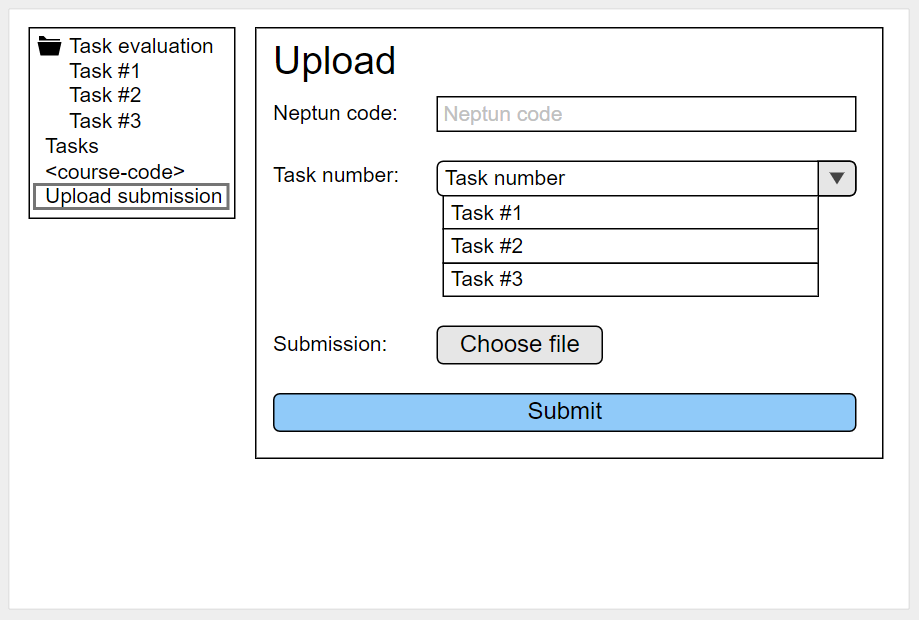 Task evaluation
Task #1
Task #2
Task #3
Tasks
<course-code>
Upload submission
Upload
Neptun code:
Neptun code
Task number:
Task number
Task #1
Task #2
Task #3
Submission:
Choose file
Submit